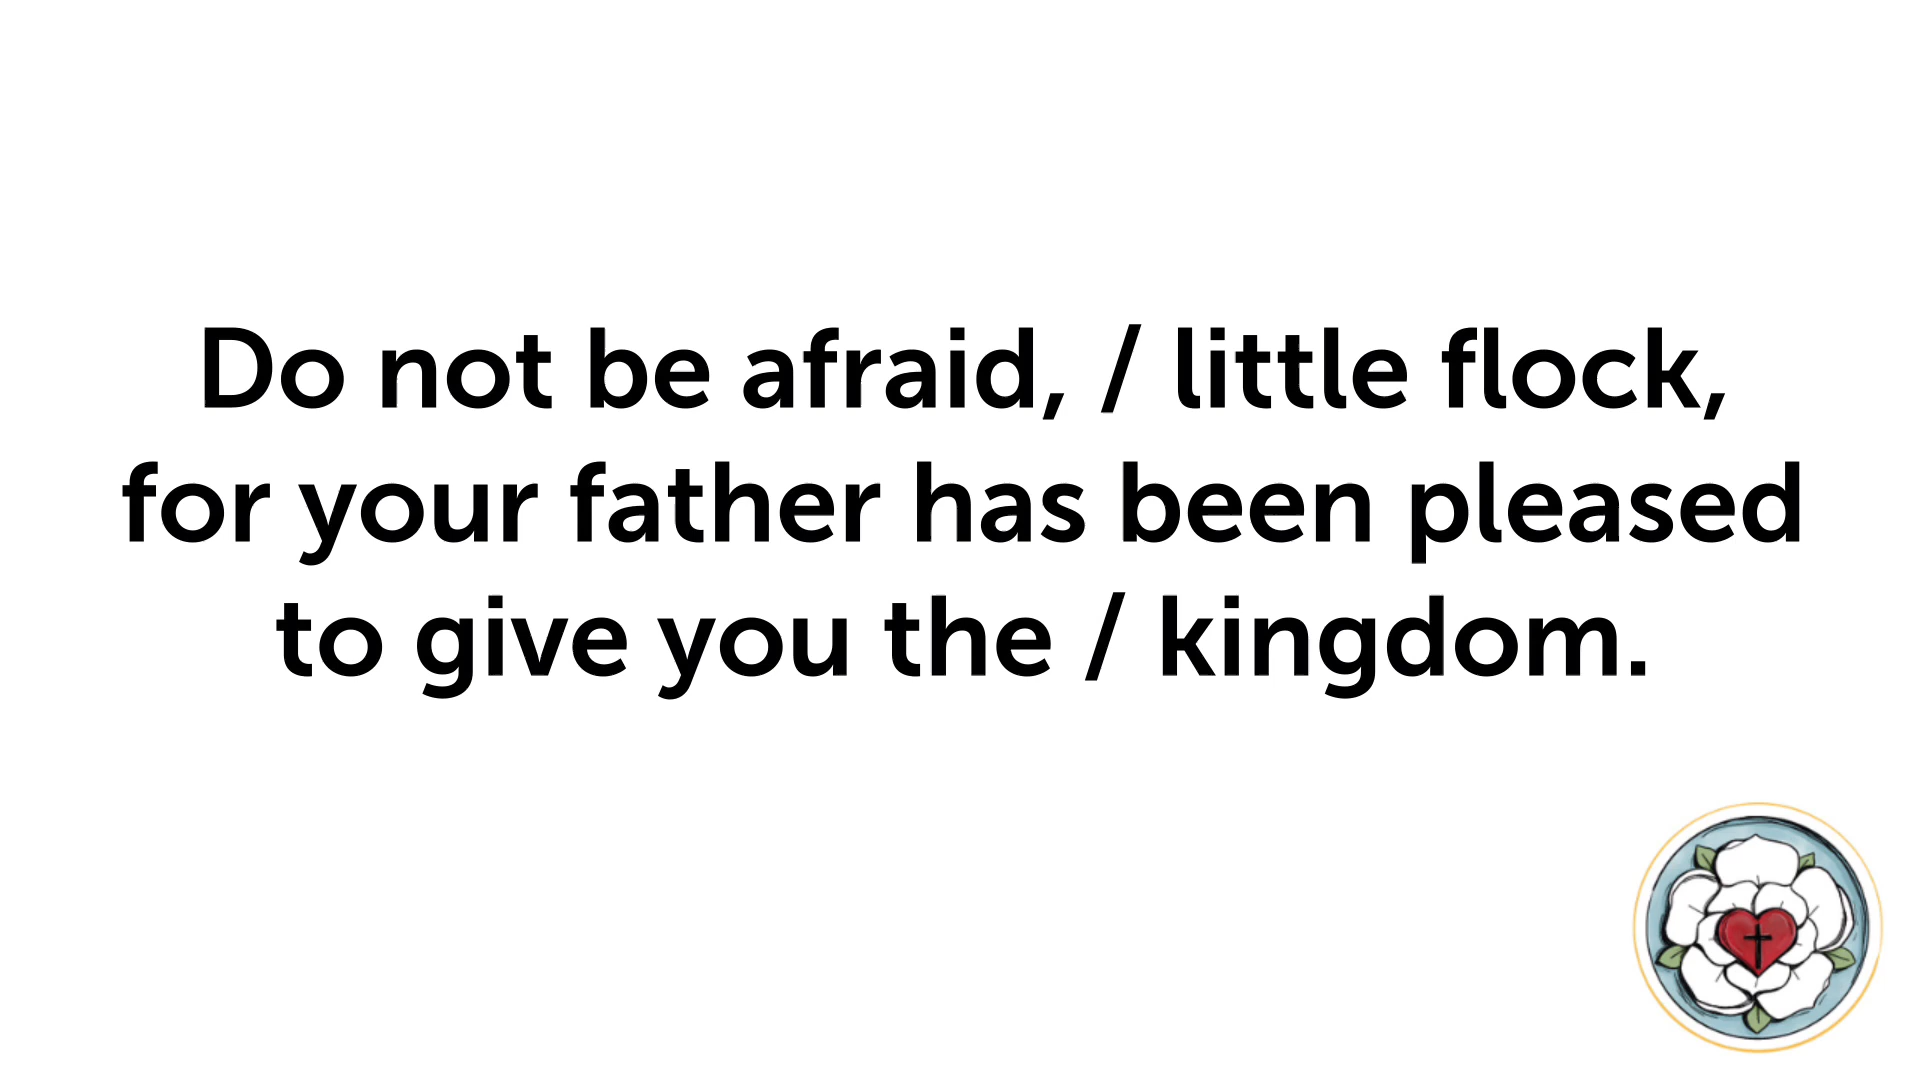 Do not be afraid, / little flock,
for your father has been pleased
to give you the / kingdom.